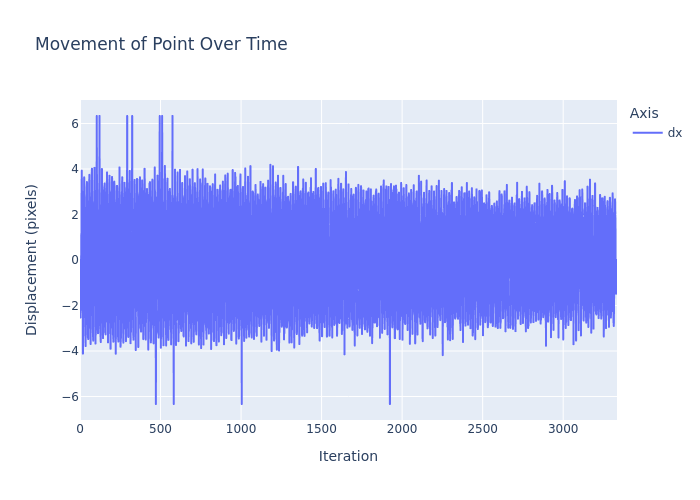 Movement of Point Over Time
Axis
dx
Displacement (pixels)
6
4
2
0
−2
−4
−6
0
500
1000
1500
2000
2500
3000
Iteration